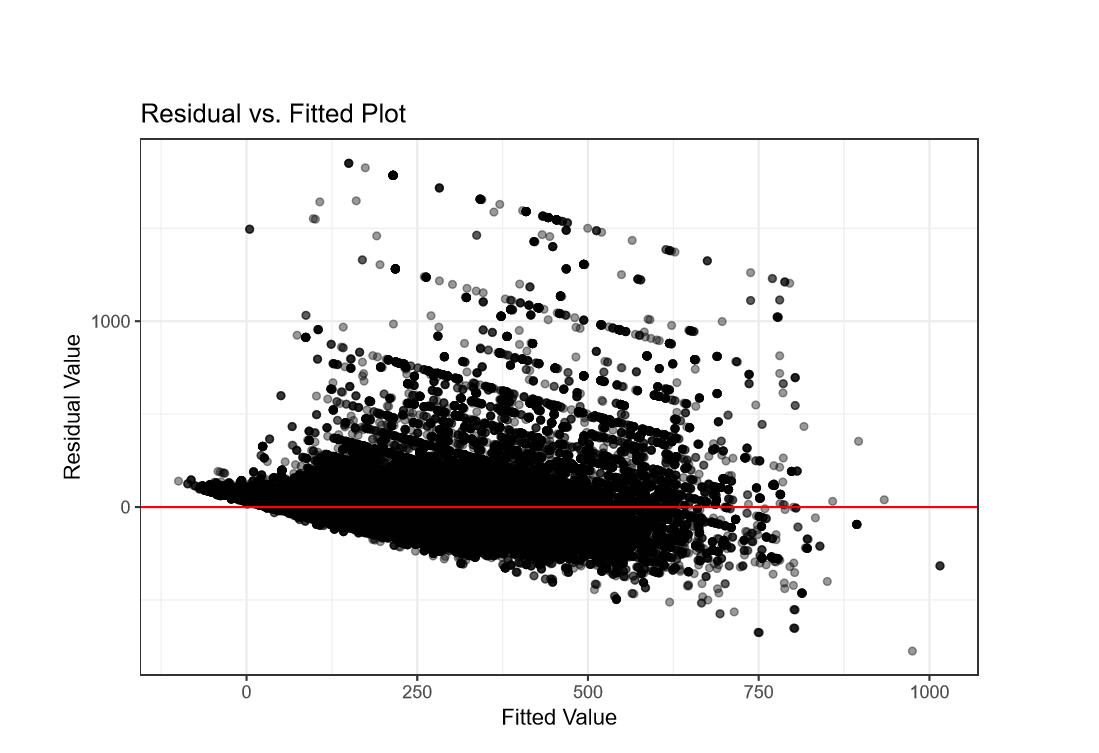 Residual vs. Fitted Plot
Residual Value
1000
0
0 250 500 750 1000
Fitted Value